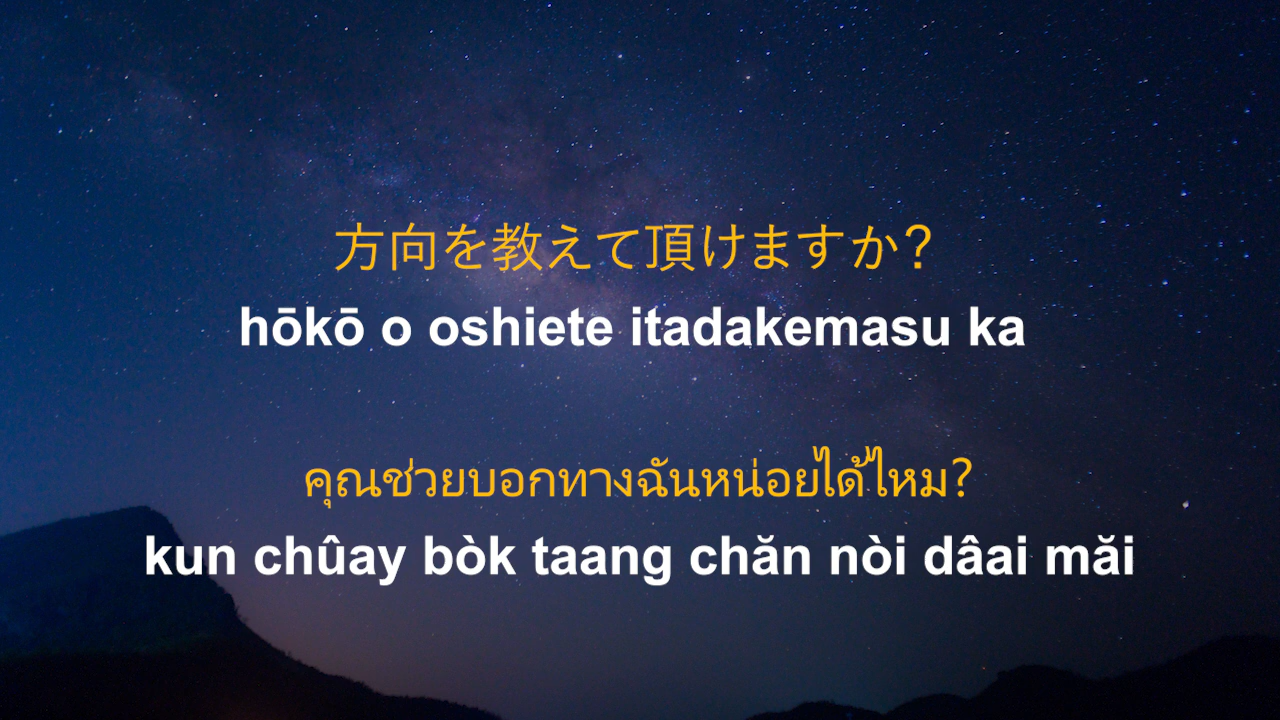 方向を教えて頂けますか?
hōkō o oshiete itadakemasu ka
คุณช่วยบอกทางฉันหน่อยได้ไหม?
kun chûay bòk taang chăn nòi dâai măi